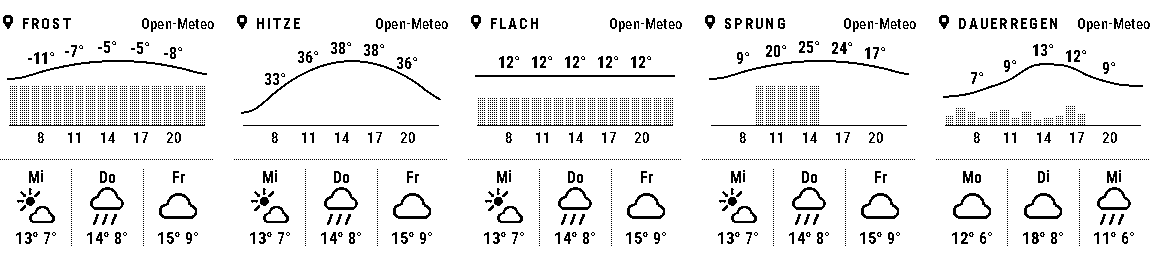 FROST Open-Meteo
-11° -7° -5° -5° -8°
8 11 14 17 20
Mi Do Fr
13° 7° 14° 8° 15° 9°
HITZE Open-Meteo
33° 36° 38° 38° 36°
8 11 14 17 20
Mi Do Fr
13° 7° 14° 8° 15° 9°
FLACH Open-Meteo
12° 12° 12° 12° 12°
8 11 14 17 20
Mi Do Fr
13° 7° 14° 8° 15° 9°
SPRUNG Open-Meteo
9° 20° 25° 24° 17°
8 11 14 17 20
Mi Do Fr
13° 7° 14° 8° 15° 9°
DAUERREGEN Open-Meteo
7° 9° 13° 12° 9°
8 11 14 17 20
Mo Di Mi
12° 6° 18° 8° 11° 6°